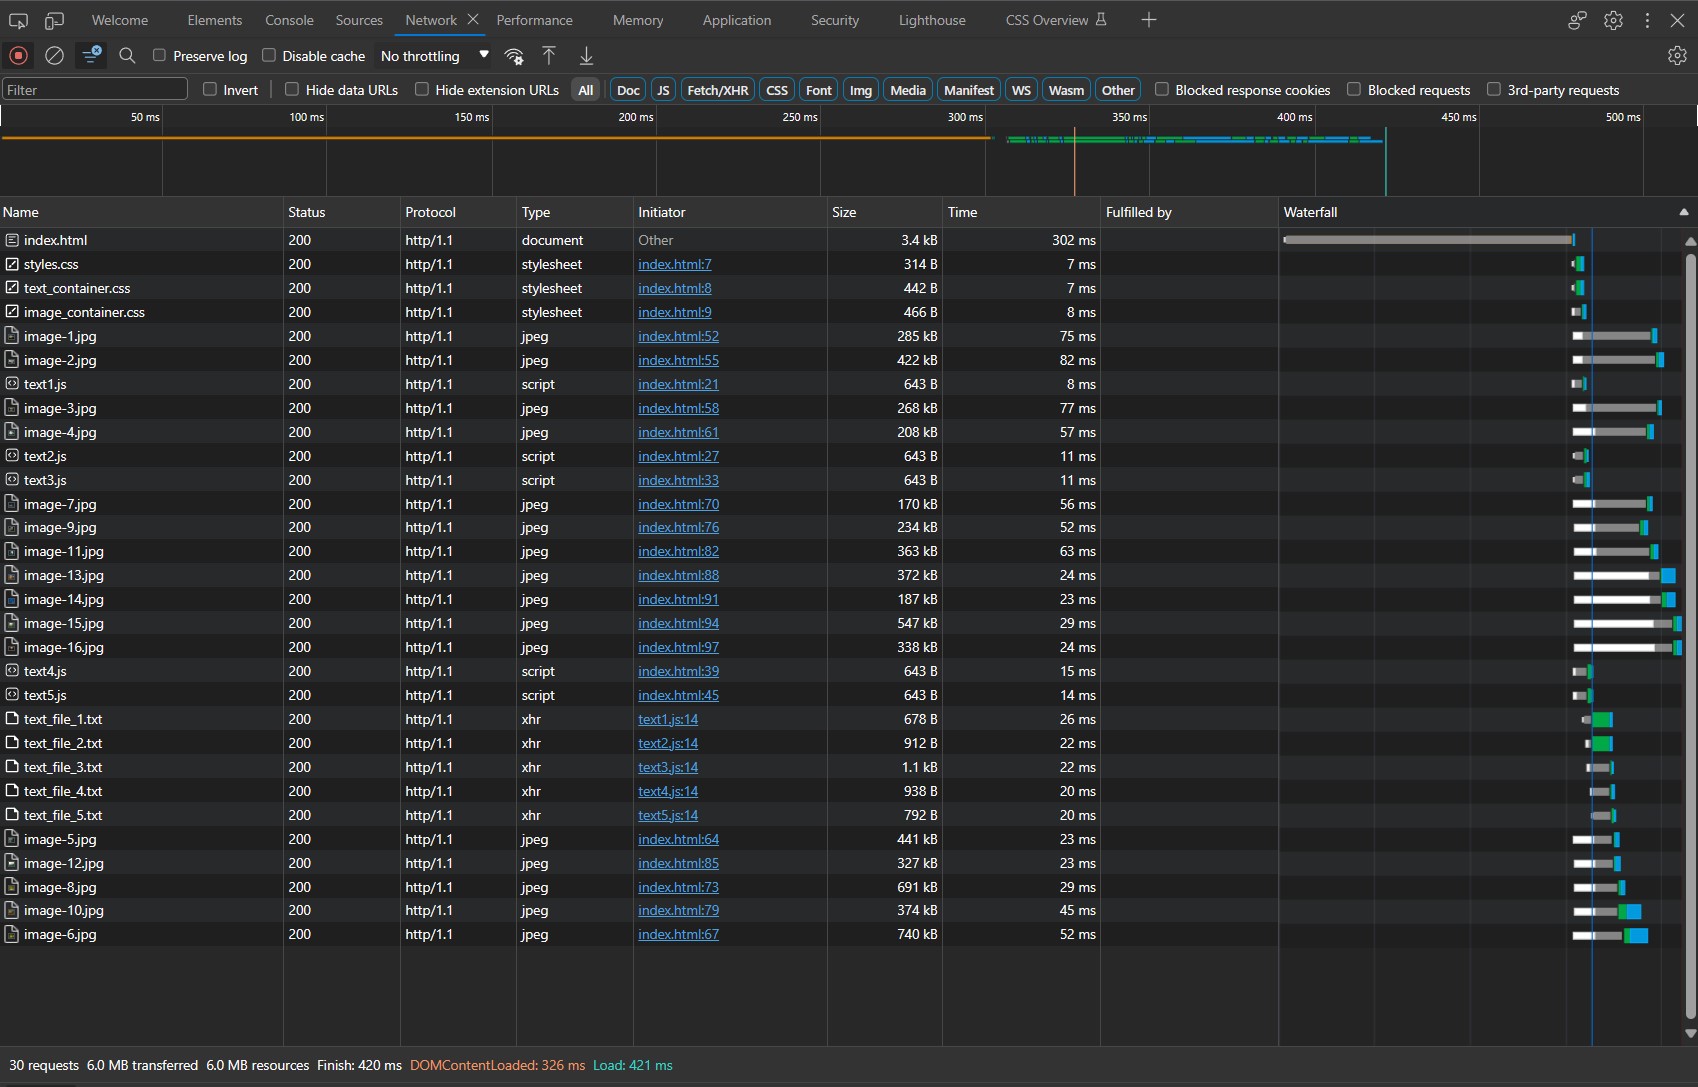 Welcome Elements Console Sources Network Performance Memory Application Security Lighthouse CSS Overview
Preserve log Disable cache No throttling
Filter Invert Hide data URLs Hide extension URLs All Doc JS Fetch/XHR CSS Font Img Media Manifest WS Wasm Other Blocked response cookies Blocked requests 3rd-party requests
50 ms 100 ms 150 ms 200 ms 250 ms 300 ms 350 ms 400 ms 450 ms 500 ms
Name Status Protocol Type Initiator Size Time Fulfilled by Waterfall
index.html 200 http/1.1 document Other 3.4 kB 302 ms
styles.css 200 http/1.1 stylesheet index.html:7 314 B 7 ms
text_container.css 200 http/1.1 stylesheet index.html:8 442 B 7 ms
image_container.css 200 http/1.1 stylesheet index.html:9 466 B 8 ms
image-1.jpg 200 http/1.1 jpeg index.html:52 285 kB 75 ms
image-2.jpg 200 http/1.1 jpeg index.html:55 422 kB 82 ms
text1.js 200 http/1.1 script index.html:21 643 B 8 ms
image-3.jpg 200 http/1.1 jpeg index.html:58 268 kB 77 ms
image-4.jpg 200 http/1.1 jpeg index.html:61 208 kB 57 ms
text2.js 200 http/1.1 script index.html:27 643 B 11 ms
text3.js 200 http/1.1 script index.html:33 643 B 11 ms
image-7.jpg 200 http/1.1 jpeg index.html:70 170 kB 56 ms
image-9.jpg 200 http/1.1 jpeg index.html:76 234 kB 52 ms
image-11.jpg 200 http/1.1 jpeg index.html:82 363 kB 63 ms
image-13.jpg 200 http/1.1 jpeg index.html:88 372 kB 24 ms
image-14.jpg 200 http/1.1 jpeg index.html:91 187 kB 23 ms
image-15.jpg 200 http/1.1 jpeg index.html:94 547 kB 29 ms
image-16.jpg 200 http/1.1 jpeg index.html:97 338 kB 24 ms
text4.js 200 http/1.1 script index.html:39 643 B 15 ms
text5.js 200 http/1.1 script index.html:45 643 B 14 ms
text_file_1.txt 200 http/1.1 xhr text1.js:14 678 B 26 ms
text_file_2.txt 200 http/1.1 xhr text2.js:14 912 B 22 ms
text_file_3.txt 200 http/1.1 xhr text3.js:14 1.1 kB 22 ms
text_file_4.txt 200 http/1.1 xhr text4.js:14 938 B 20 ms
text_file_5.txt 200 http/1.1 xhr text5.js:14 792 B 20 ms
image-5.jpg 200 http/1.1 jpeg index.html:64 441 kB 23 ms
image-12.jpg 200 http/1.1 jpeg index.html:85 327 kB 23 ms
image-8.jpg 200 http/1.1 jpeg index.html:73 691 kB 29 ms
image-10.jpg 200 http/1.1 jpeg index.html:79 374 kB 45 ms
image-6.jpg 200 http/1.1 jpeg index.html:67 740 kB 52 ms
30 requests 6.0 MB transferred 6.0 MB resources Finish: 420 ms DOMContentLoaded: 326 ms Load: 421 ms